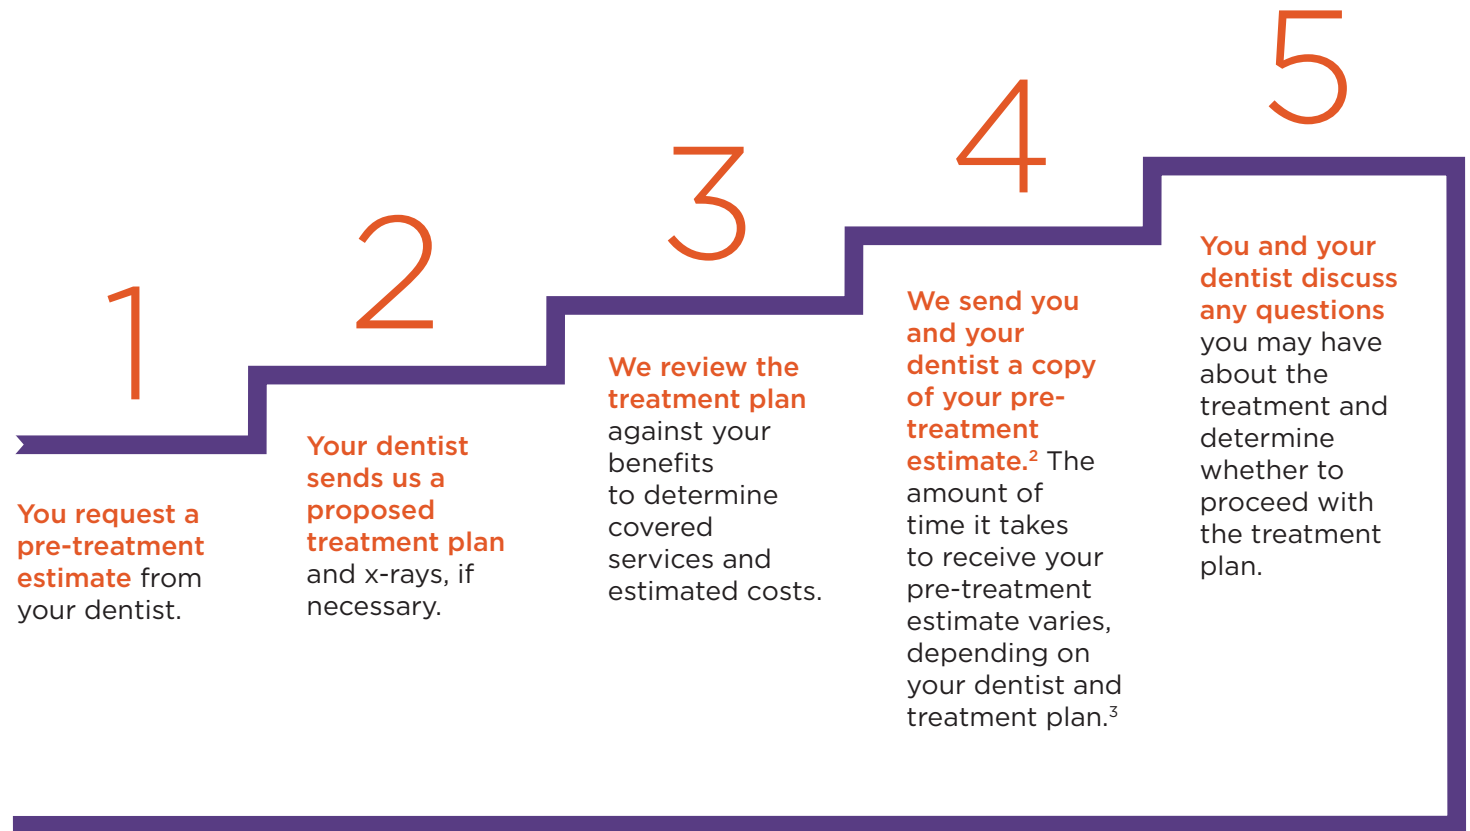 1
You request a
pre-treatment
estimate from
your dentist.
2
Your dentist
sends us a
proposed
treatment plan
and x-rays, if
necessary.
3
We review the
treatment plan
against your
benefits
to determine
covered
services and
estimated costs.
4
We send you
and your
dentist a copy
of your pre-
treatment
estimate.² The
amount of
time it takes
to receive your
pre-treatment
estimate varies,
depending on
your dentist and
treatment plan.³
5
You and your
dentist discuss
any questions
you may have
about the
treatment and
determine
whether to
proceed with
the treatment
plan.